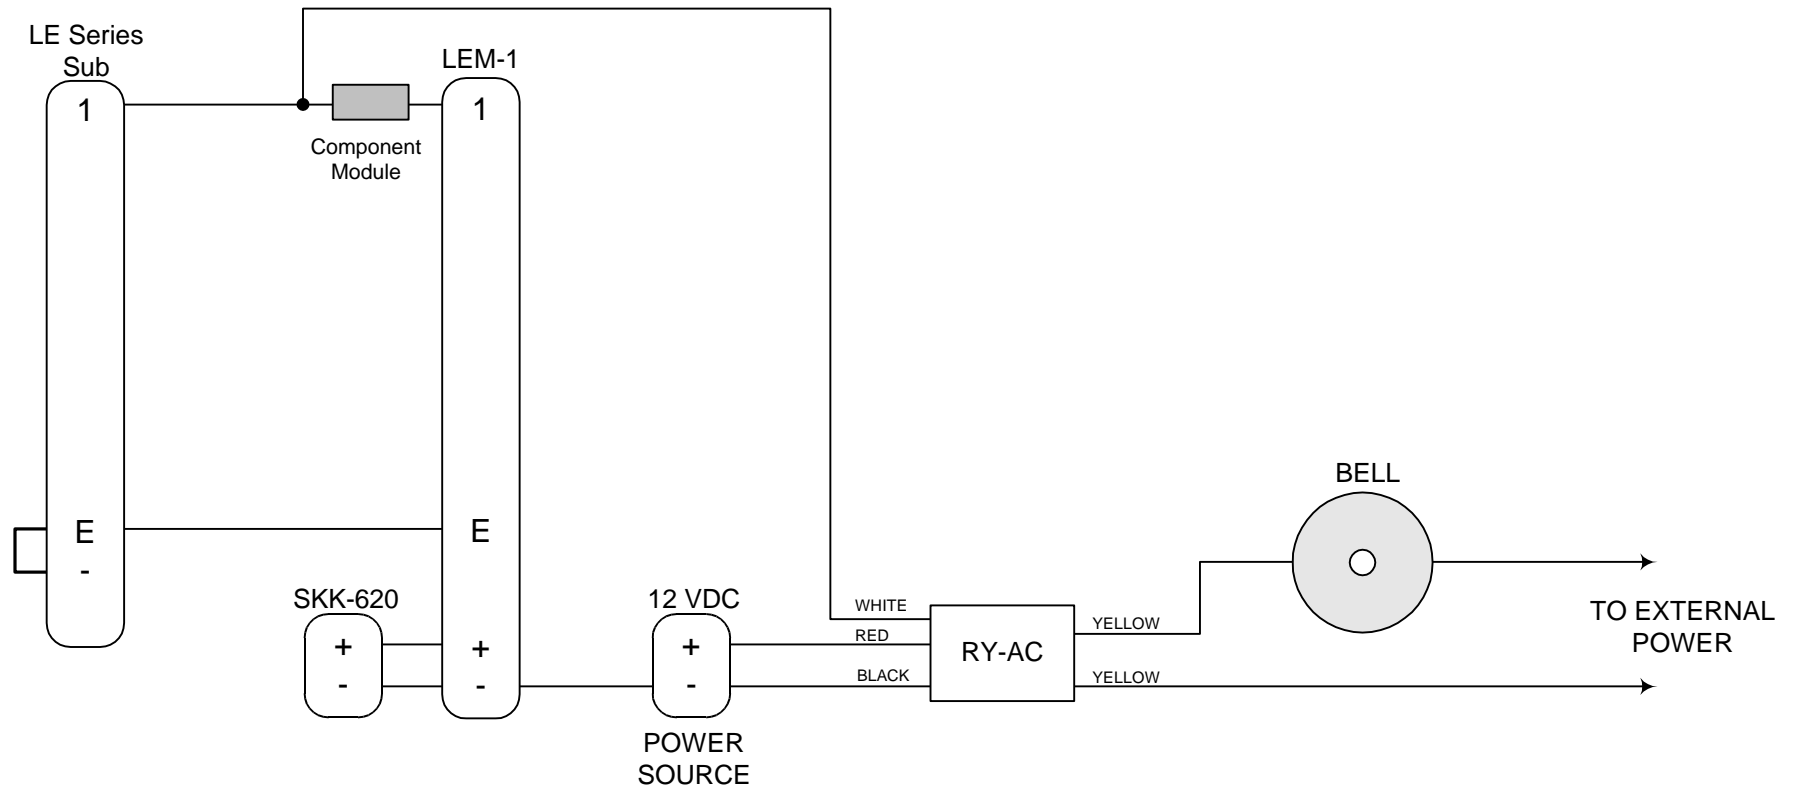 LE Series
Sub
LEM-1
1
1
Component
Module
E
-
E
SKK-620
+
-
+
-
12 VDC
+
-
POWER
SOURCE
WHITE
RED
BLACK
RY-AC
YELLOW
YELLOW
BELL
TO EXTERNAL
POWER